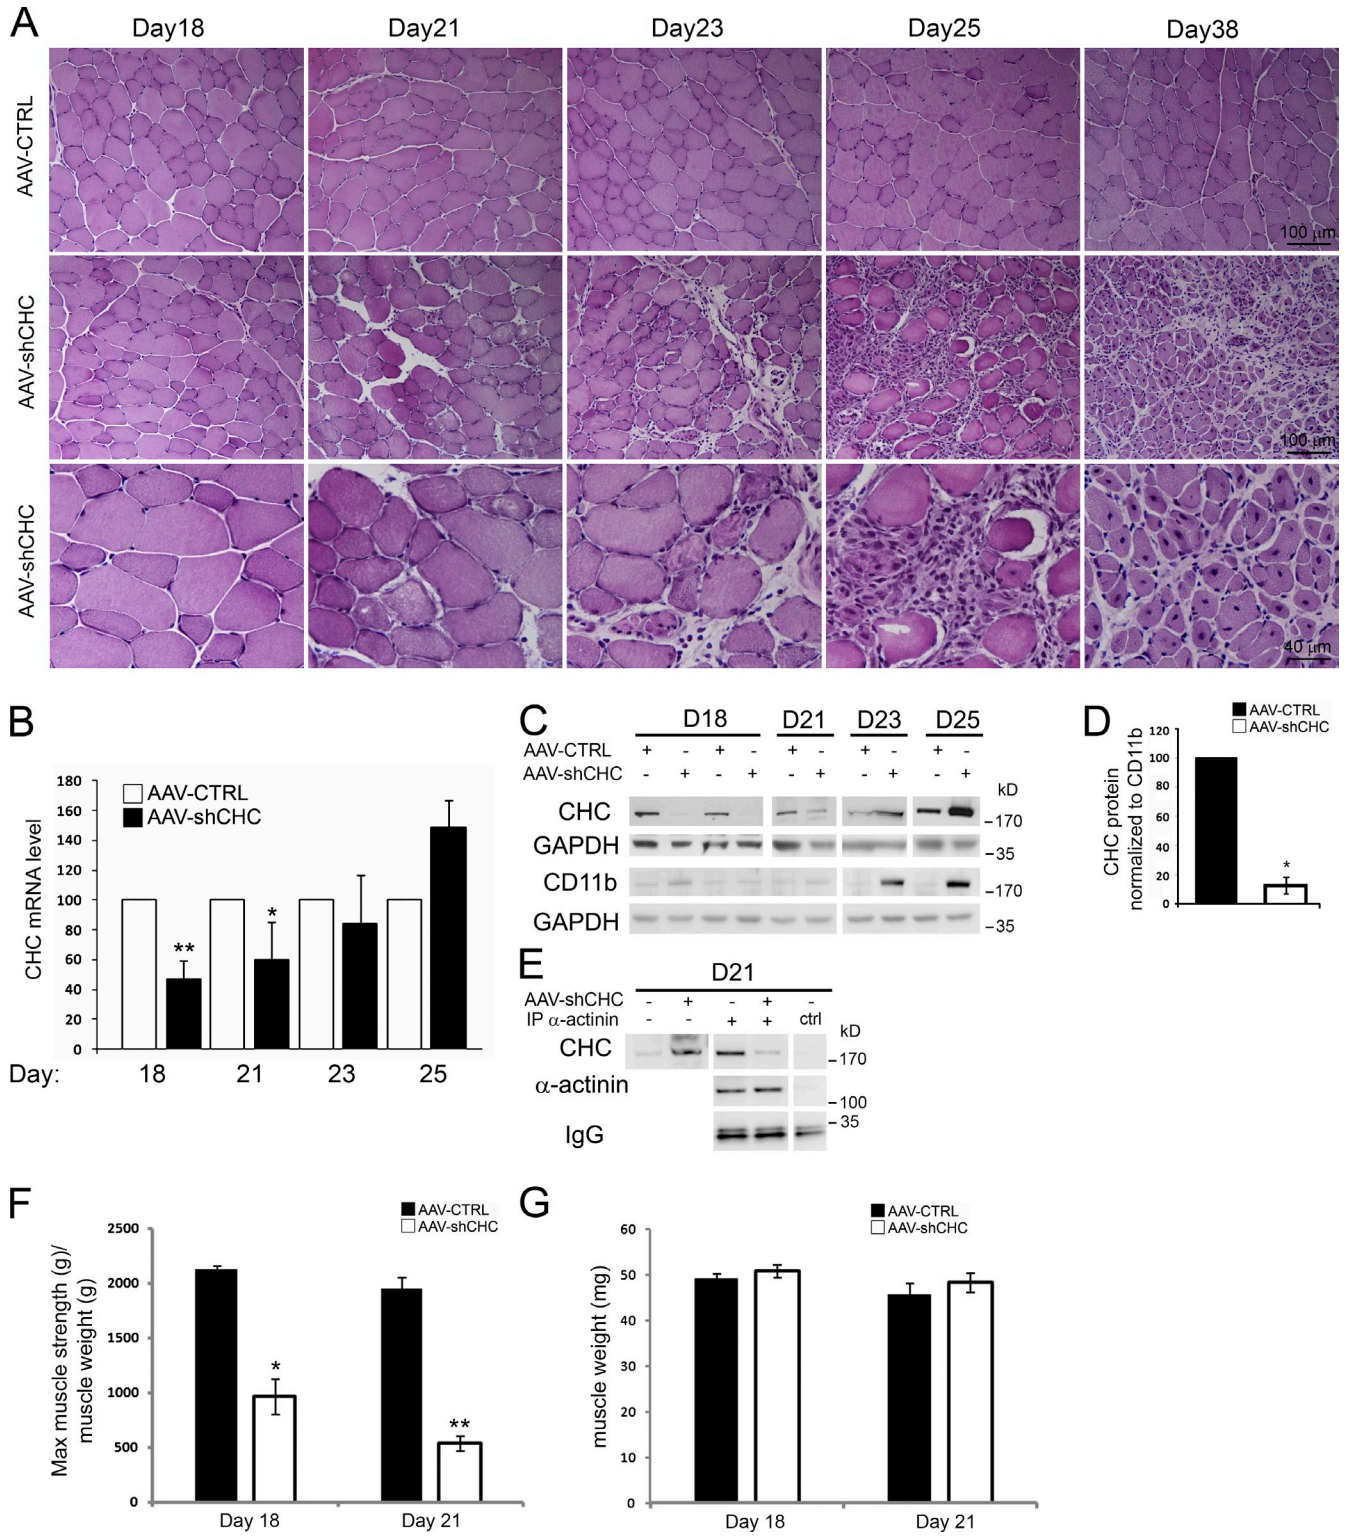 A
Day18 Day21 Day23 Day25 Day38
AAV-CTRL
100 µm
AAV-shCHC
100 µm
AAV-shCHC
40 µm
B
CHC mRNA level
180
160
140
120
100
80
60
40
20
0
AAV-CTRL
AAV-shCHC
** *
Day: 18 21 23 25
C
D18 D21 D23 D25
AAV-CTRL + - + - + - + - + -
AAV-shCHC - + - + - + - + - +
kD
CHC –170
GAPDH –35
CD11b –170
GAPDH –35
D
AAV-CTRL
AAV-shCHC
CHC protein
normalized to CD11b
120
100
80
60
40
20
0
*
E
D21
AAV-shCHC - + - + -
IP α-actinin - - + + ctrl
kD
CHC –170
α-actinin –100
–35
IgG
F
AAV-CTRL
AAV-shCHC
Max muscle strength (g)/
muscle weight (g)
2500
2000
1500
1000
500
0
* **
Day 18 Day 21
G
AAV-CTRL
AAV-shCHC
muscle weight (mg)
60
50
40
30
20
10
0
Day 18 Day 21